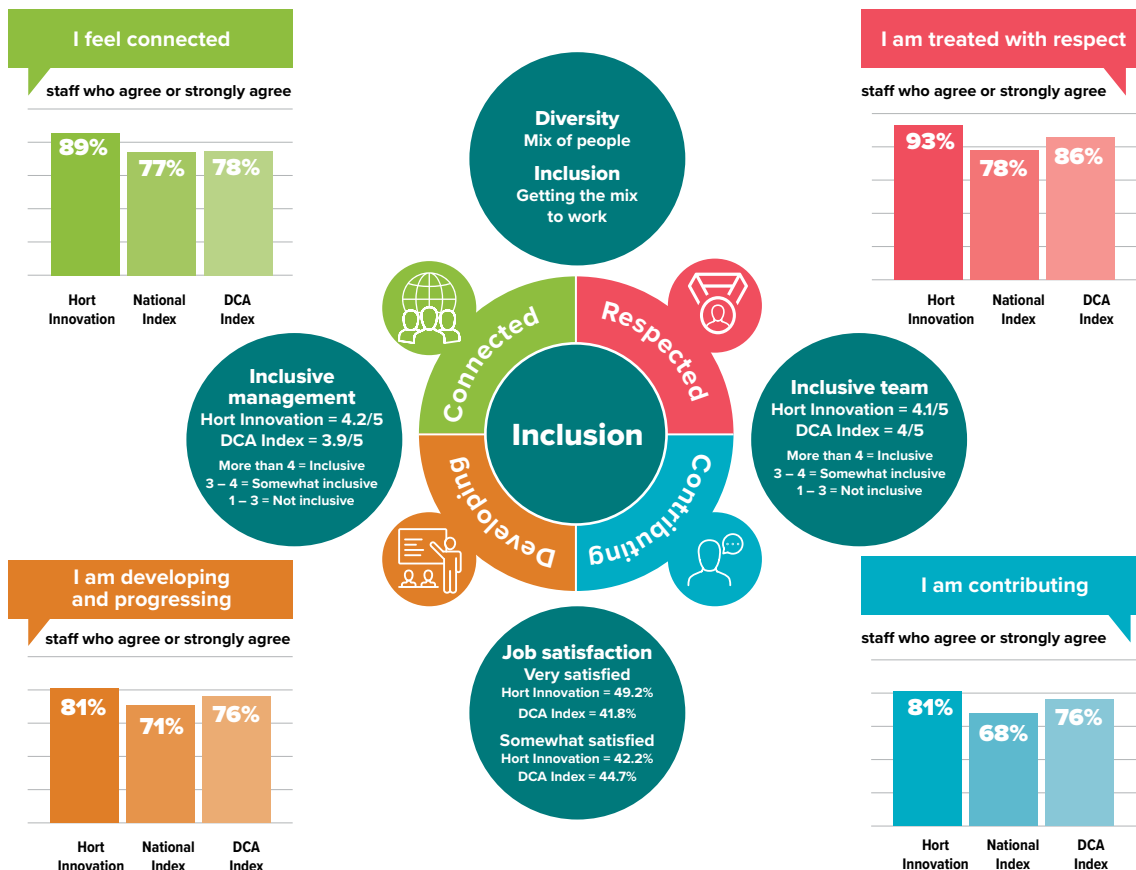 I feel connected
staff who agree or strongly agree
89%
77%
78%
Hort
Innovation
National
Index
DCA
Index
Diversity
Mix of people
Inclusion
Getting the mix
to work
I am treated with respect
staff who agree or strongly agree
93%
78%
86%
Hort
Innovation
National
Index
DCA
Index
Connected
Respected
Inclusion
Developing
Contributing
Inclusive
management
Hort Innovation = 4.2/5
DCA Index = 3.9/5
More than 4 = Inclusive
3 – 4 = Somewhat inclusive
1 – 3 = Not inclusive
Inclusive team
Hort Innovation = 4.1/5
DCA Index = 4/5
More than 4 = Inclusive
3 – 4 = Somewhat inclusive
1 – 3 = Not inclusive
I am developing
and progressing
staff who agree or strongly agree
81%
71%
76%
Hort
Innovation
National
Index
DCA
Index
Job satisfaction
Very satisfied
Hort Innovation = 49.2%
DCA Index = 41.8%
Somewhat satisfied
Hort Innovation = 42.2%
DCA Index = 44.7%
I am contributing
staff who agree or strongly agree
81%
68%
76%
Hort
Innovation
National
Index
DCA
Index